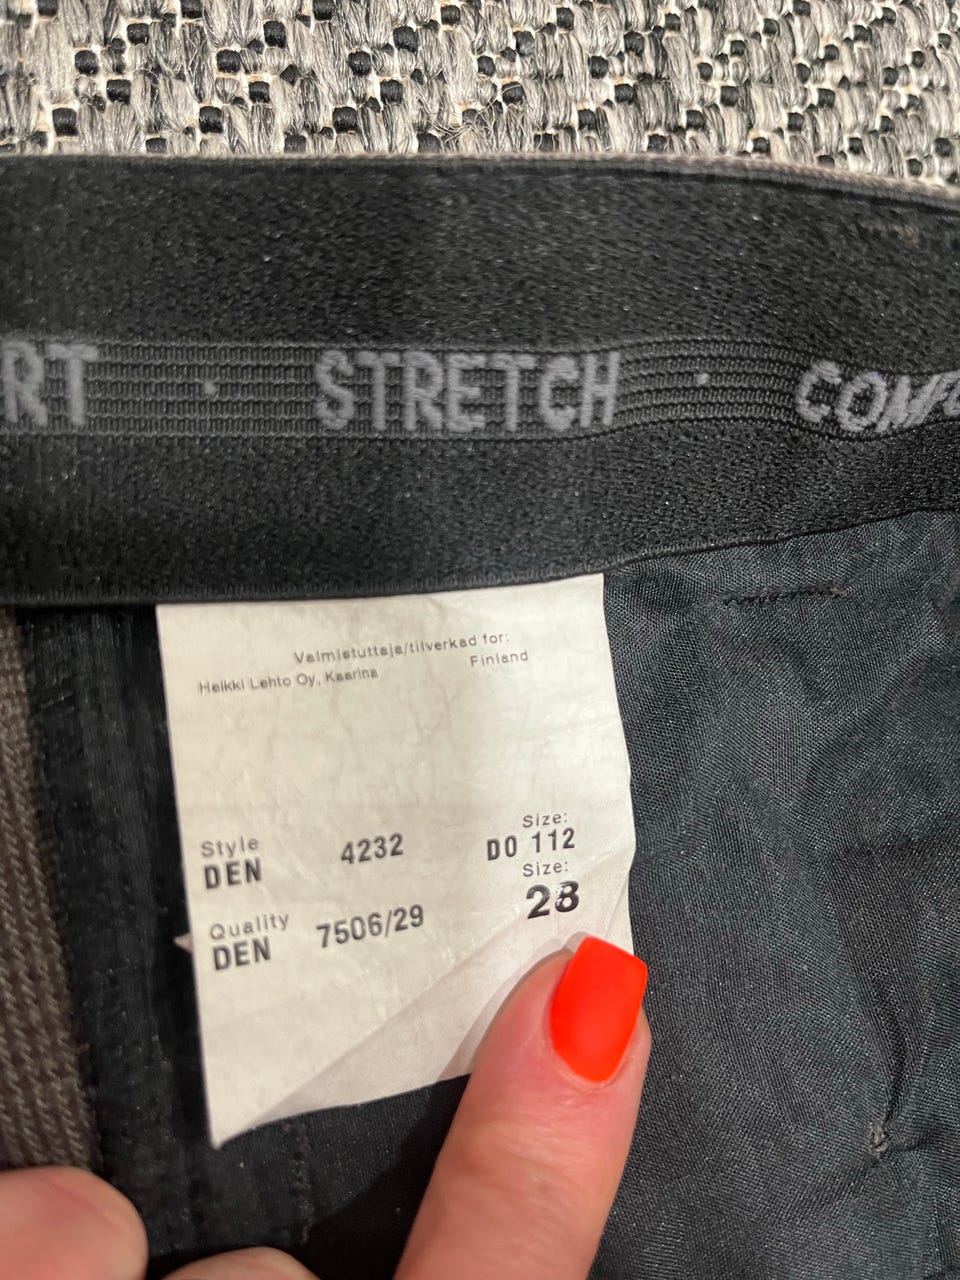 RT · STRETCH · COMF
Valmistuttaja/tilverkad for:
Heikki Lehto Oy, Kaarina Finland
Size:
Style 4232 DO 112
DEN Size:
28
Quality 7506/29
DEN